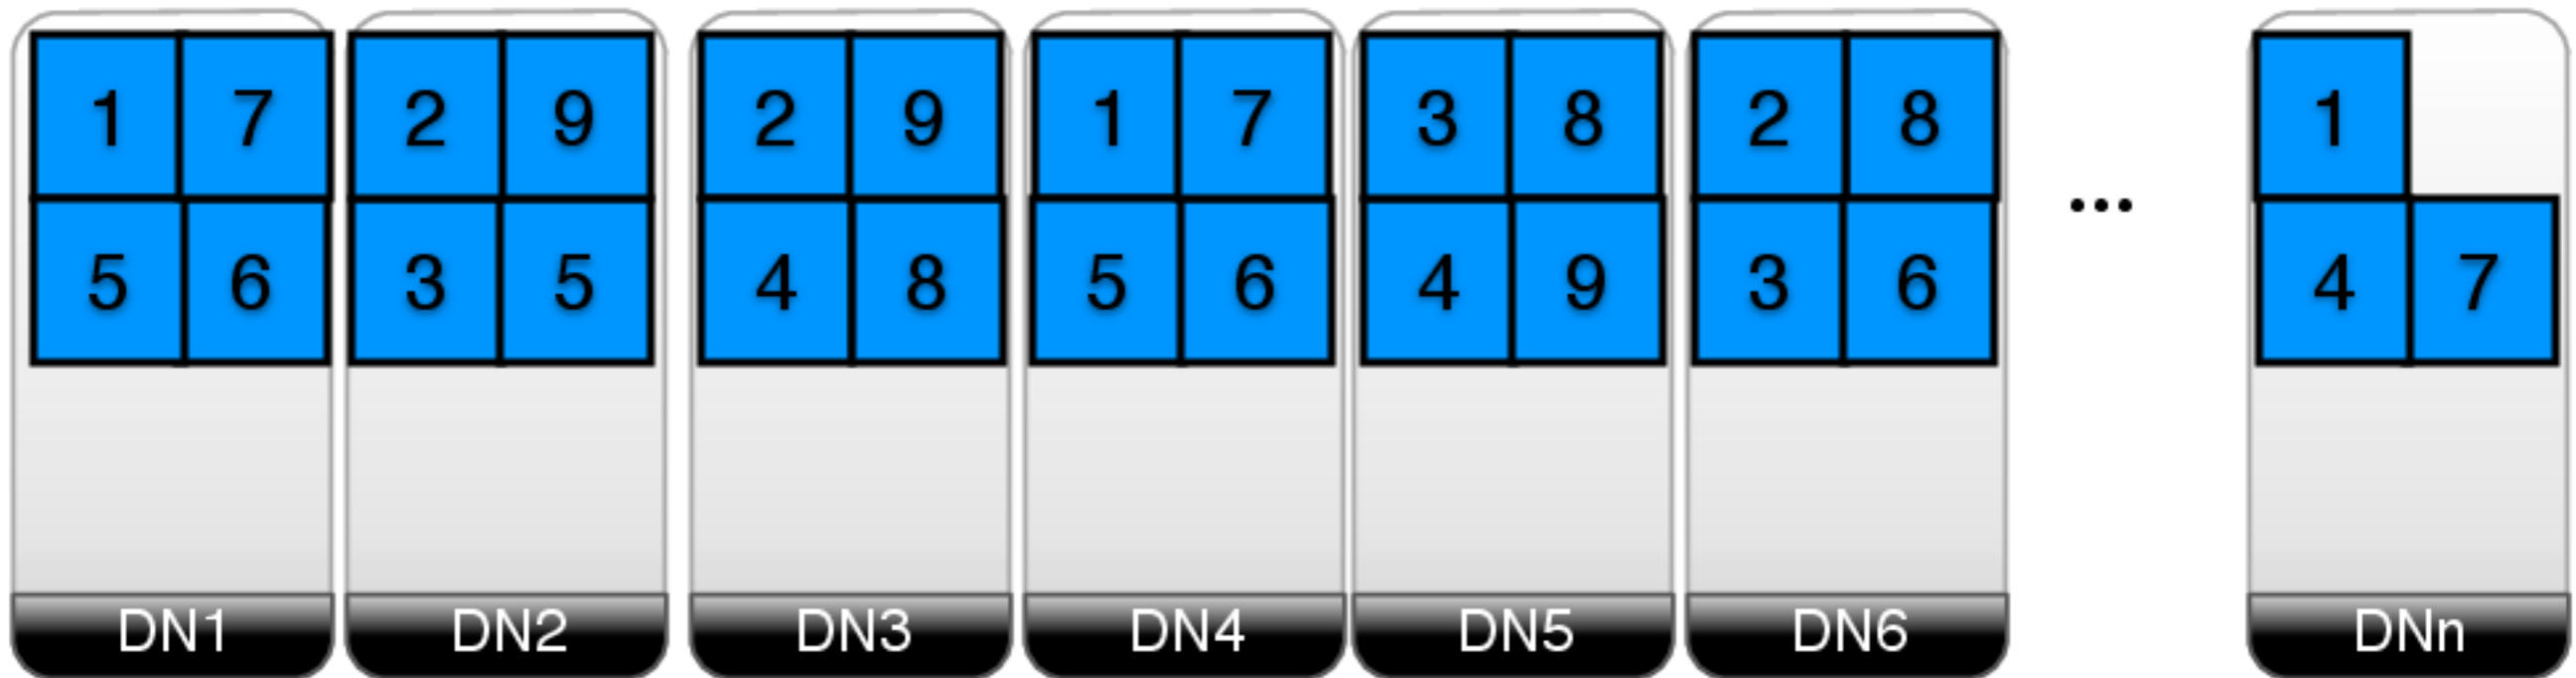 1 7 2 9 2 9 1 7 3 8 2 8 1
5 6 3 5 4 8 5 6 4 9 3 6 ... 4 7
DN1 DN2 DN3 DN4 DN5 DN6 DNn